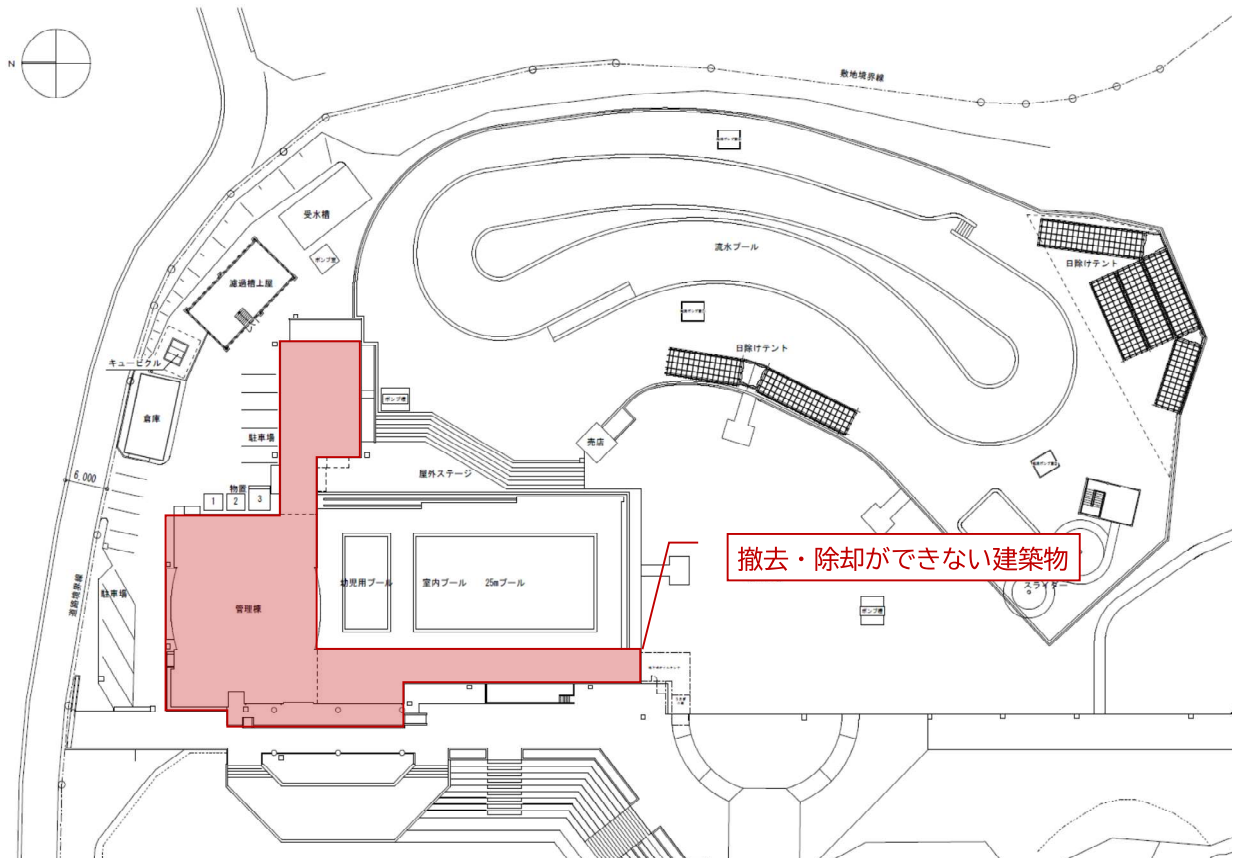 N
敷地境界線
受水槽
ポンプ室
濾過槽上屋
流水プール
日除けテント
キュービクル
日除けテント
倉庫
ポンプ槽
売店
駐車場
屋外ステージ
6,000
物置
1
2
3
撤去・除却ができない建築物
幼児用プール
室内プール
25mプール
スライダー
駐車場
道路境界線
管理棟
ポンプ槽